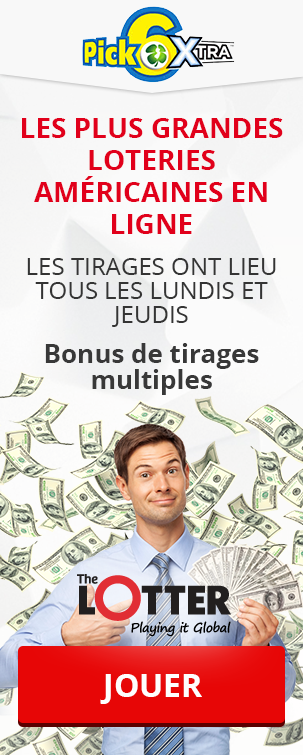 Pick 6 XTRA
LES PLUS GRANDES
LOTERIES
AMÉRICAINES EN
LIGNE
LES TIRAGES ONT LIEU
TOUS LES LUNDIS ET
JEUDIS
Bonus de tirages
multiples
The
LOTTER
Playing it Global
JOUER